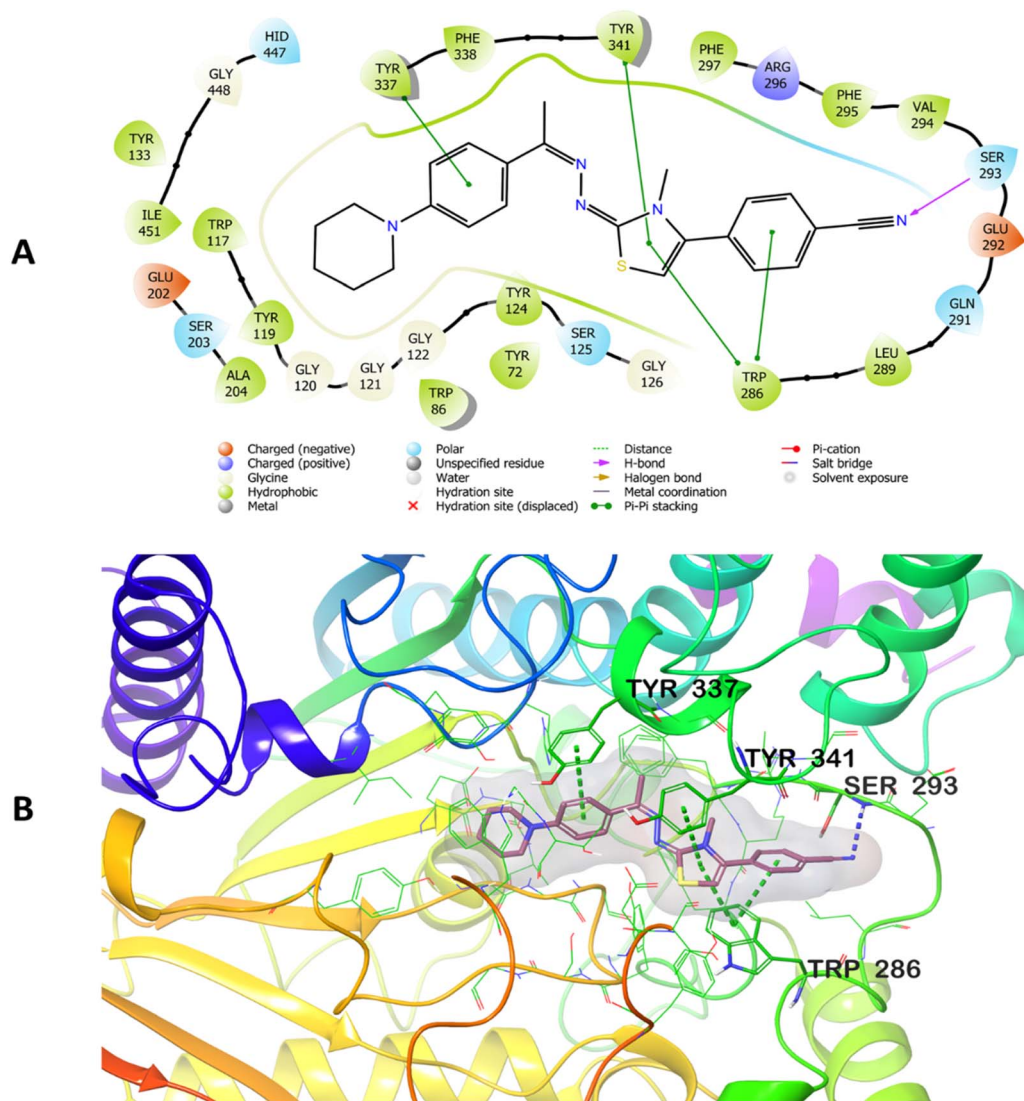 A
HID
447
GLY
448
TYR
133
ILE
451
TYR
337
PHE
338
TYR
341
PHE
297
ARG
296
PHE
295
VAL
294
SER
293
GLU
292
GLN
291
LEU
289
TRP
286
GLY
126
SER
125
TYR
124
TYR
72
TRP
86
GLY
122
GLY
121
GLY
120
TYR
119
TRP
117
GLU
202
SER
203
ALA
204
N
N
N
N
S
N
Charged (negative)
Charged (positive)
Glycine
Hydrophobic
Metal
Polar
Unspecified residue
Water
Hydration site
Hydration site (displaced)
Distance
H-bond
Halogen bond
Metal coordination
Pi-Pi stacking
Pi-cation
Salt bridge
Solvent exposure
B
TYR 337
TYR 341
SER 293
TRP 286